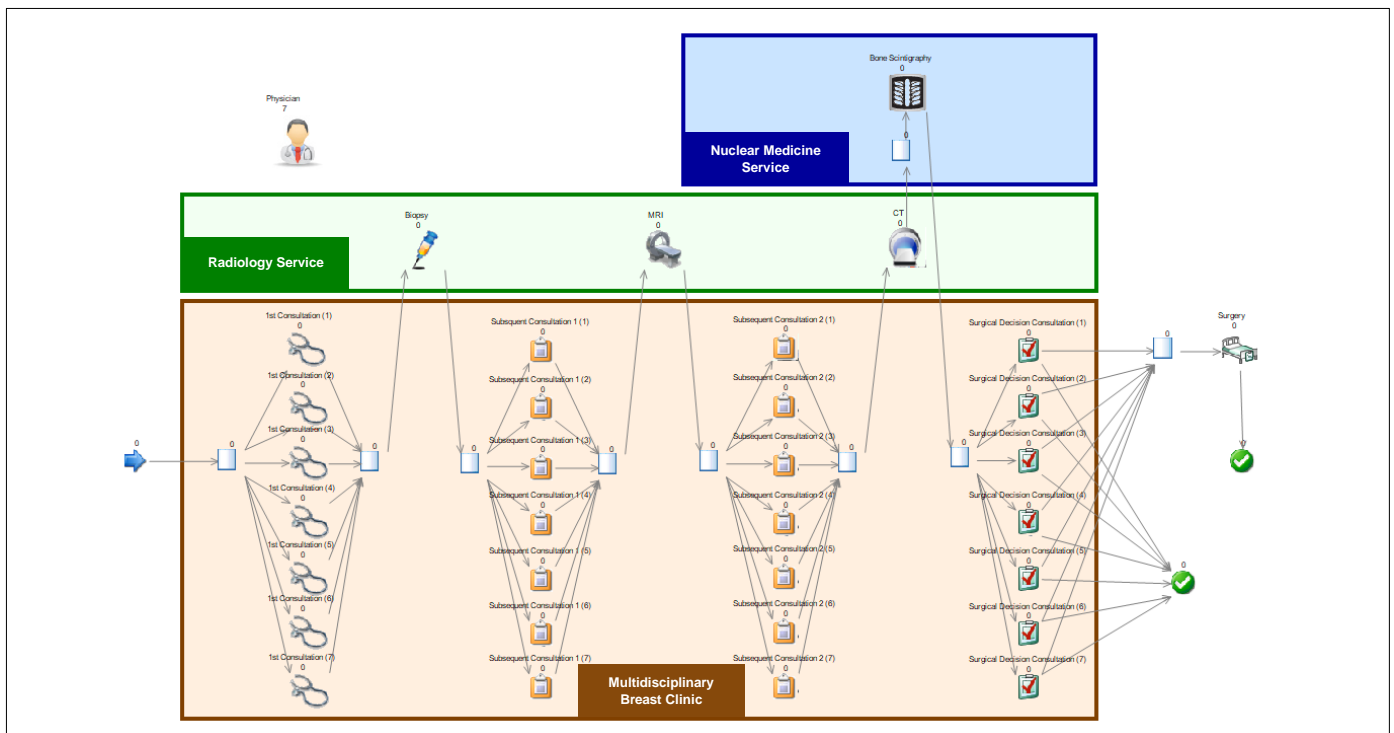 Bone Scintigraphy
0
Physician
7
0
Nuclear Medicine
Service
Biopsy
0
MRI
0
CT
0
Radiology Service
0
0
1st Consultation (1)
0
1st Consultation (2)
0
1st Consultation (3)
0
1st Consultation (4)
0
1st Consultation (5)
0
1st Consultation (6)
0
1st Consultation (7)
0
0
0
Subsquent Consultation 1 (1)
0
Subsequent Consultation 1 (2)
0
Subsequent Consultation 1 (3)
0
Subsequent Consultation 1 (4)
0
Subsequent Consultation 1 (5)
0
Subsequent Consultation 1 (6)
0
Subsequent Consultation 1 (7)
0
0
0
Subsequent Consultation 2 (1)
0
Subsequent Consultation 2 (2)
0
Subsequent Consultation 2 (3)
0
Subsequent Consultation 2 (4)
0
Subsequent Consultation 2 (5)
0
Subsequent Consultation 2 (6)
0
Subsequent Consultation 2 (7)
0
0
0
Surgical Decision Consultation (1)
0
Surgical Decision Consultation (2)
0
Surgical Decision Consultation (3)
0
Surgical Decision Consultation (4)
0
Surgical Decision Consultation (5)
0
Surgical Decision Consultation (6)
0
Surgical Decision Consultation (7)
0
Multidisciplinary
Breast Clinic
0
Surgery
0
0
0